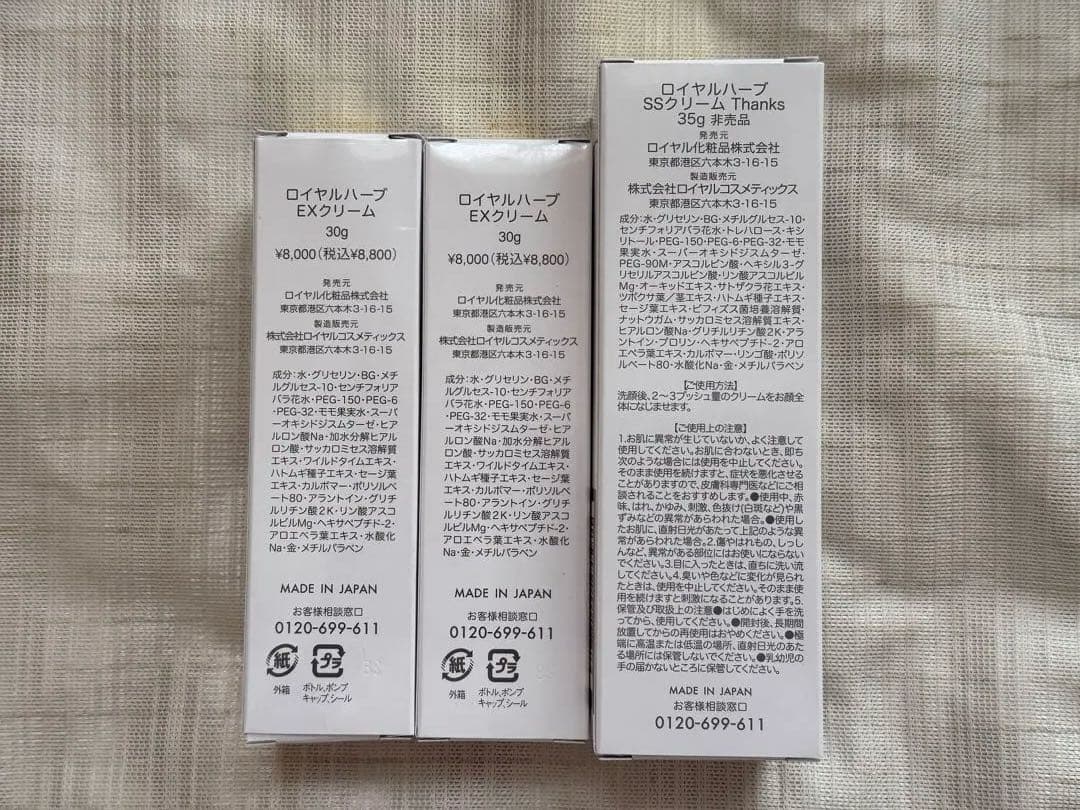 ロイヤルハーブ
EXクリーム
30g
¥8,000(税込¥8,800)
発売元
ロイヤル化粧品株式会社
東京都港区六本木3-16-15
製造販売元
株式会社ロイヤルコスメティックス
東京都港区六本木3-16-15
成分:水・グリセリン・BG・メチ
ルグルセス-10・センチフォリア
バラ花水・PEG-150・PEG-6
・PEG-32・モモ果実水・スーパ
ーオキシドジスムターゼ・ヒア
ルロン酸Na・加水分解ヒアル
ロン酸・サッカロミセス溶解質
エキス・ワイルドタイムエキス・
ハトムギ種子エキス・セージ葉
エキス・カルボマー・ポリソルベ
ート80・アラントイン・グリチ
ルリチン酸2K・リン酸アスコ
ルビルMg・ヘキサペプチド-2・
アロエベラ葉エキス・水酸化
Na・金・メチルパラベン
MADE IN JAPAN
お客様相談窓口
0120-699-611
紙
プラ
外箱
ボトル,ポンプ
キャップ,シール
ロイヤルハーブ
EXクリーム
30g
¥8,000(税込¥8,800)
発売元
ロイヤル化粧品株式会社
東京都港区六本木3-16-15
製造販売元
株式会社ロイヤルコスメティックス
東京都港区六本木3-16-15
成分:水・グリセリン・BG・メチ
ルグルセス-10・センチフォリア
バラ花水・PEG-150・PEG-6
・PEG-32・モモ果実水・スーパ
ーオキシドジスムターゼ・ヒア
ルロン酸Na・加水分解ヒアル
ロン酸・サッカロミセス溶解質
エキス・ワイルドタイムエキス・
ハトムギ種子エキス・セージ葉
エキス・カルボマー・ポリソルベ
ート80・アラントイン・グリチ
ルリチン酸2K・リン酸アスコ
ルビルMg・ヘキサペプチド-2・
アロエベラ葉エキス・水酸化
Na・金・メチルパラベン
MADE IN JAPAN
お客様相談窓口
0120-699-611
紙
プラ
外箱
ボトル,ポンプ
キャップ,シール
ロイヤルハーブ
SSクリーム Thanks
35g 非売品
発売元
ロイヤル化粧品株式会社
東京都港区六本木3-16-15
製造販売元
株式会社ロイヤルコスメティックス
東京都港区六本木3-16-15
成分:水・グリセリン・BG・メチルグルセス-10・
センチフォリアバラ花水・トレハロース・キシ
リトール・PEG-150・PEG-6・PEG-32・モモ
果実水・スーパーオキシドジスムターゼ・
PEG-90M・アスコルビン酸・ヘキシル3-グ
リセリルアスコルビン酸・リン酸アスコルビル
Mg・オーキッドエキス・サトザクラ花エキス・
ツボクサ葉/茎エキス・ハトムギ種子エキス・
セージ葉エキス・ビフィズス菌培養溶解質・
ナットウガム・サッカロミセス溶解質エキス・
ヒアルロン酸Na・グリチルリチン酸2K・アラ
ントイン・プロリン・ヘキサペプチド-2・アロ
エベラ葉エキス・カルボマー・リンゴ酸・ポリソ
ルベート80・水酸化Na・金・メチルパラベン
【ご使用方法】
洗顔後、2~3プッシュ量のクリームをお顔全
体になじませます。
【ご使用上の注意】
1.お肌に異常が生じていないか、よく注意して
使用してください。お肌に合わないとき、即ち
次のような場合には使用を中止してください。
そのまま使用を続けますと、症状を悪化させる
ことがありますので、皮膚科専門医などにご相
談されることをおすすめします。●使用中、赤
味、はれ、かゆみ、刺激、色抜け(白斑など)や黒
ずみなどの異常があらわれた場合。●使用し
たお肌に、直射日光があたって上記のような異
常があらわれた場合。2.傷やはれもの、しっし
んなど、異常がある部位にはお使いにならない
でください。3.目に入ったときは、直ちに洗い流
してください。4.臭いや色などに変化が見られ
たときは、使用を中止してください。そのまま使
用を続けますと刺激になることがあります。5.
保管及び取扱上の注意●はじめによく手を洗
ってから、使用してください。●開封後、長期間
放置してからの再使用はおやめください。●極
端に高温または低温の場所、直射日光のあた
る場所には保管しないでください。●乳幼児の
手の届かないところに保管してください。
MADE IN JAPAN
お客様相談窓口
0120-699-611